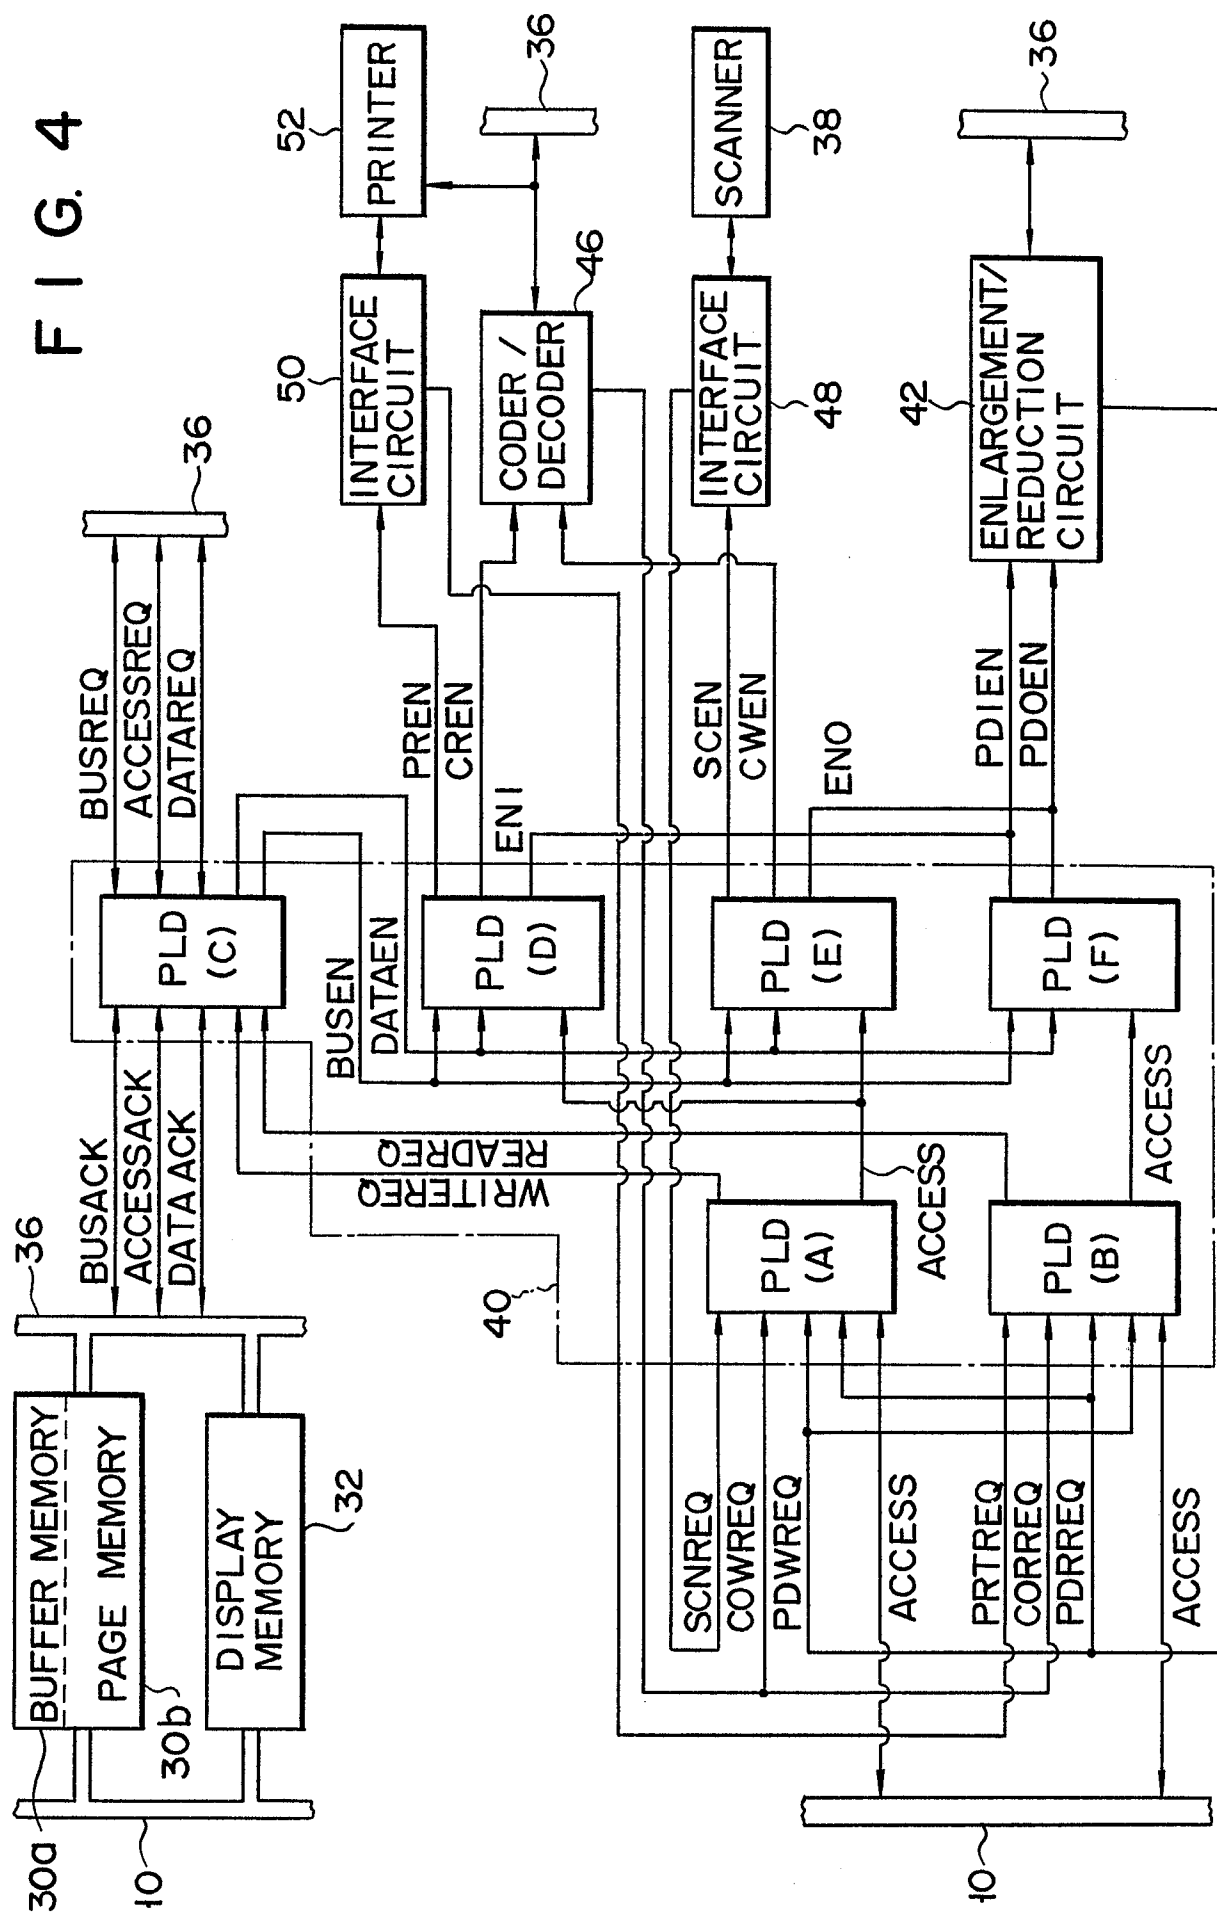 FIG. 4
30a
BUFFER MEMORY
PAGE MEMORY
30b
10
DISPLAY
MEMORY
32
36
BUSACK
ACCESSACK
DATAACK
PLD
(C)
BUSREQ
ACCESSREQ
DATAREQ
36
WRITEREQ
READREQ
BUSEN
DATAEN
PLD
(D)
PREN
CREN
ENI
50
INTERFACE
CIRCUIT
52
PRINTER
CODER /
DECODER
46
36
40
SCNREQ
COWREQ
PDWREQ
ACCESS
PLD
(A)
ACCESS
PLD
(E)
SCEN
CWEN
ENO
INTERFACE
CIRCUIT
48
SCANNER
38
PRTREQ
CORREQ
PDRREQ
ACCESS
10
PLD
(B)
ACCESS
PLD
(F)
PDIEN
PDOEN
42
ENLARGEMENT/
REDUCTION
CIRCUIT
36